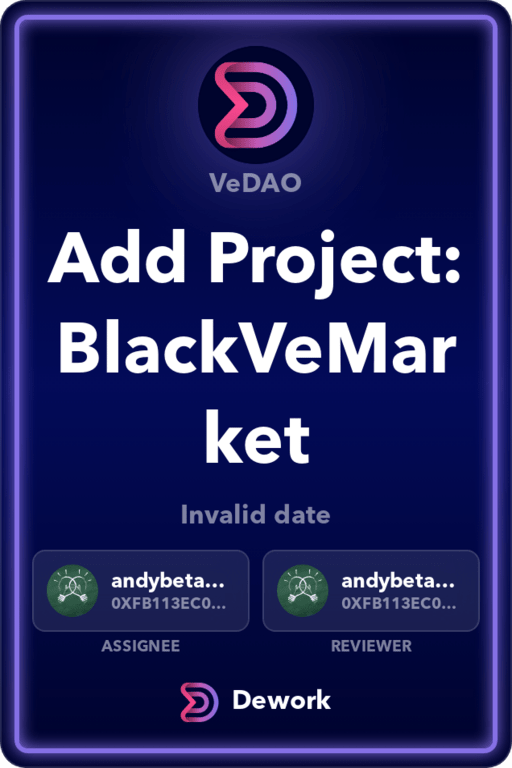 VeDAO
Add Project:
BlackVeMar
ket
Invalid date
andybeta...
0XFB113EC0...
andybeta...
0XFB113EC0...
ASSIGNEE
REVIEWER
Dework